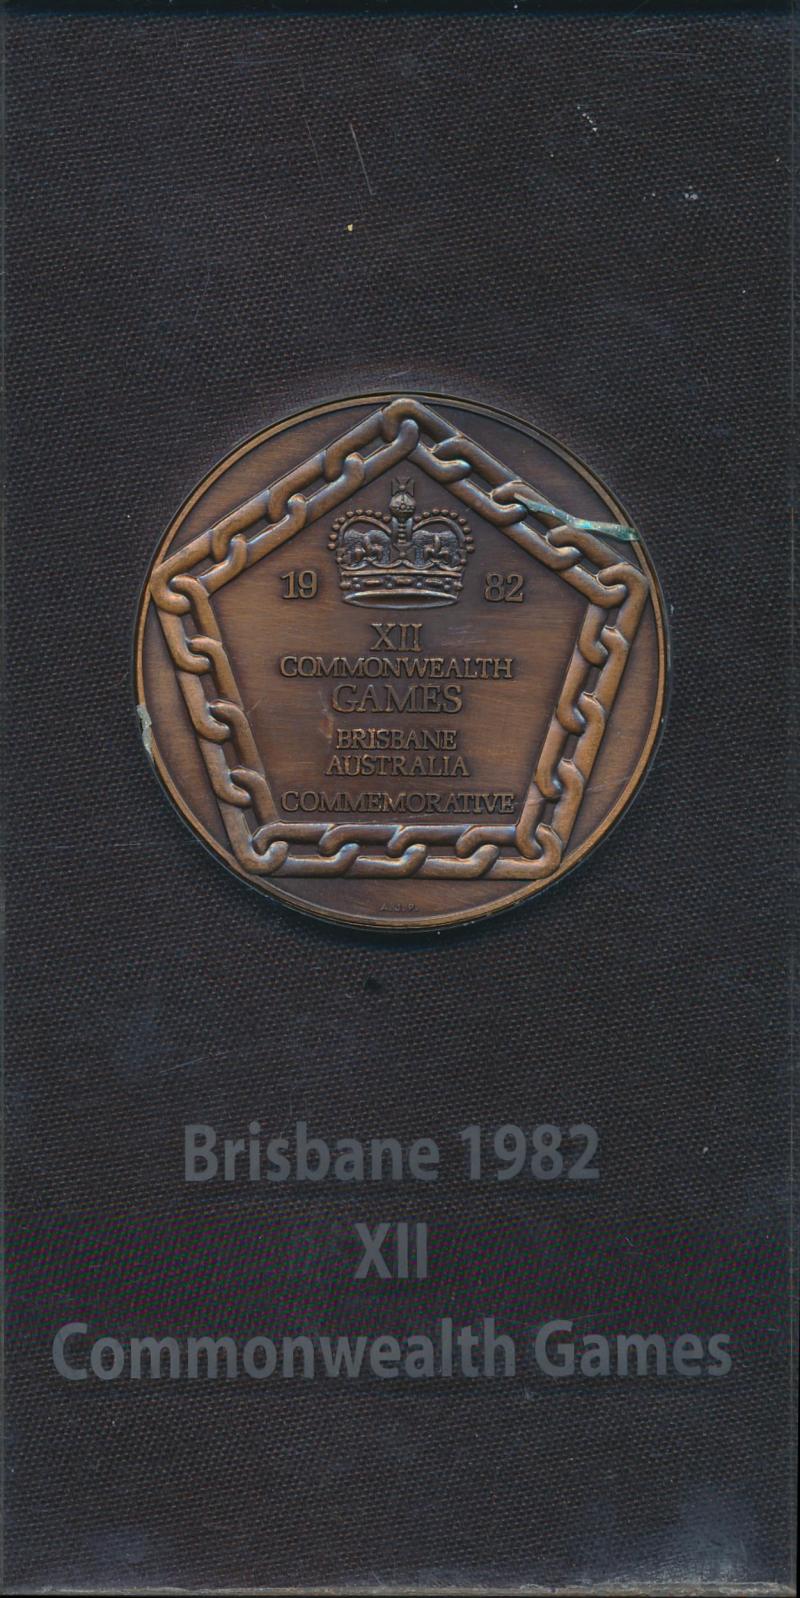 19 82
XII
COMMONWEALTH
GAMES
BRISBANE
AUSTRALIA
COMMEMORATIVE
A.J.P.
Brisbane 1982
XII
Commonwealth Games